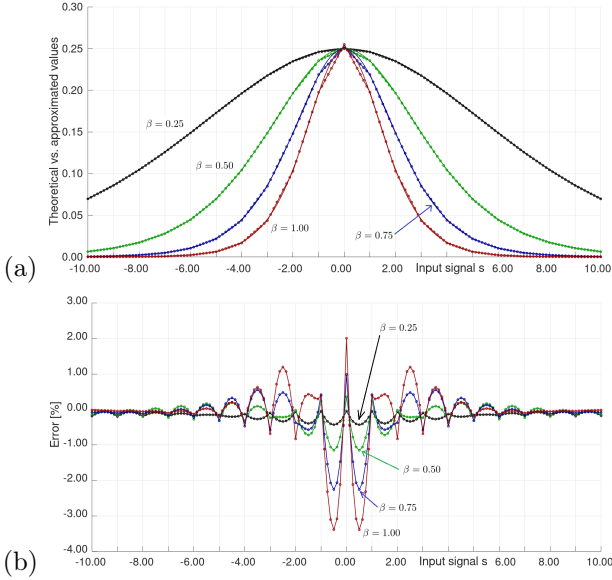 0.30
0.25
0.20
0.15
0.10
0.05
0.00
Theoretical vs. approximated values
β = 0.25
β = 0.50
β = 0.75
β = 1.00
-10.00 -8.00 -6.00 -4.00 -2.00 0.00 2.00 Input signal s 6.00 8.00 10.00
(a)
3.00
2.00
1.00
0.00
-1.00
-2.00
-3.00
-4.00
Error [%]
β = 0.25
β = 0.50
β = 0.75
β = 1.00
-10.00 -8.00 -6.00 -4.00 -2.00 0.00 2.00 Input signal s 6.00 8.00 10.00
(b)